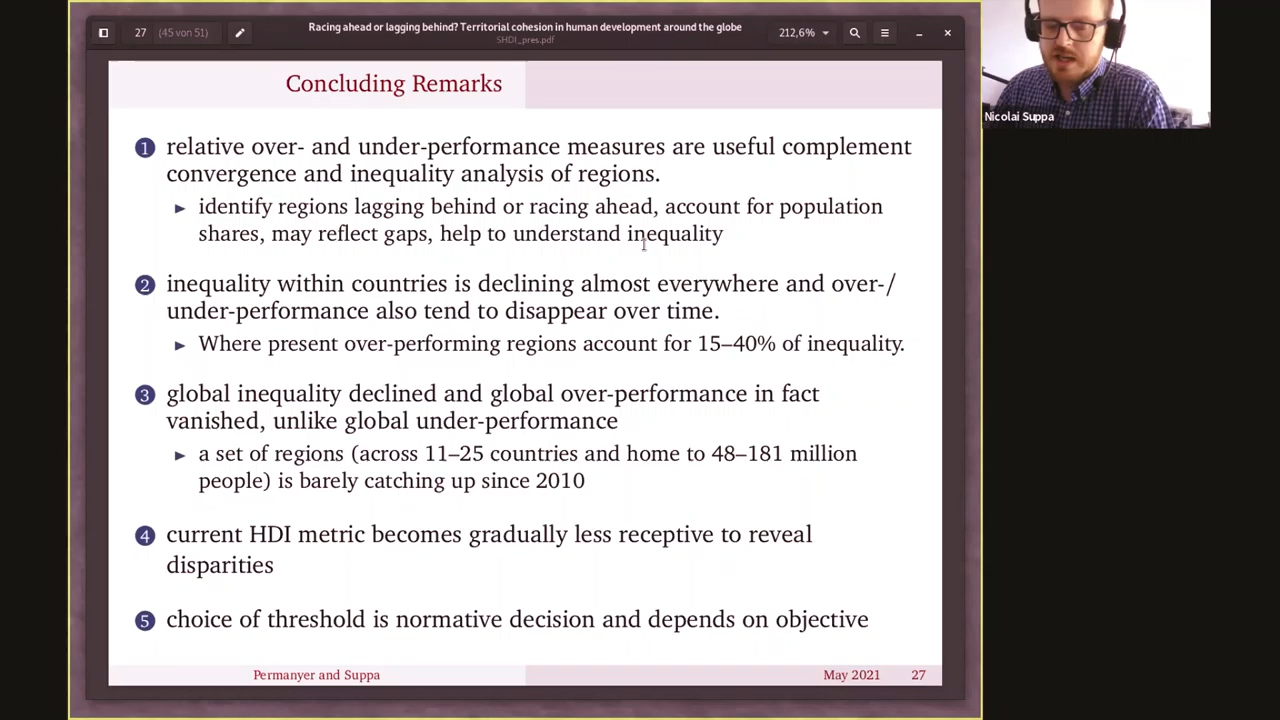 27 (45 von 51)
Racing ahead or lagging behind? Territorial cohesion in human development around the globe
SHDI_pres.pdf
212,6%
Nicolai Suppa
Concluding Remarks
1 relative over- and under-performance measures are useful complement
convergence and inequality analysis of regions.
► identify regions lagging behind or racing ahead, account for population
shares, may reflect gaps, help to understand inequality
2 inequality within countries is declining almost everywhere and over-/
under-performance also tend to disappear over time.
► Where present over-performing regions account for 15–40% of inequality.
3 global inequality declined and global over-performance in fact
vanished, unlike global under-performance
► a set of regions (across 11–25 countries and home to 48–181 million
people) is barely catching up since 2010
4 current HDI metric becomes gradually less receptive to reveal
disparities
5 choice of threshold is normative decision and depends on objective
Permanyer and Suppa May 2021 27